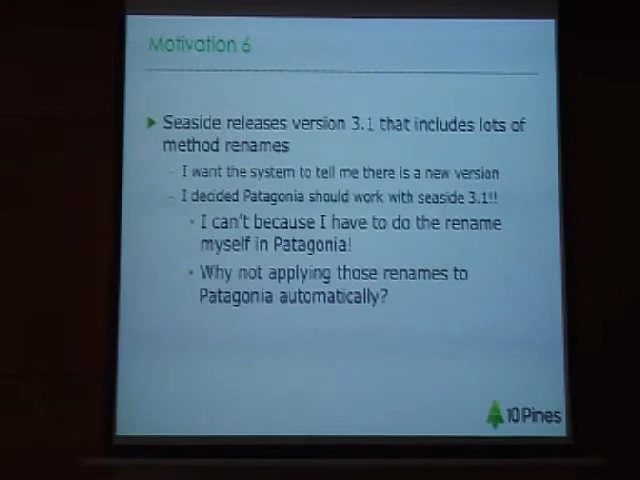 Motivation 6
Seaside releases version 3.1 that includes lots of
method renames
- I want the system to tell me there is a new version
- I decided Patagonia should work with seaside 3.1!!
• I can't because I have to do the rename
myself in Patagonia!
• Why not applying those renames to
Patagonia automatically?
10Pines